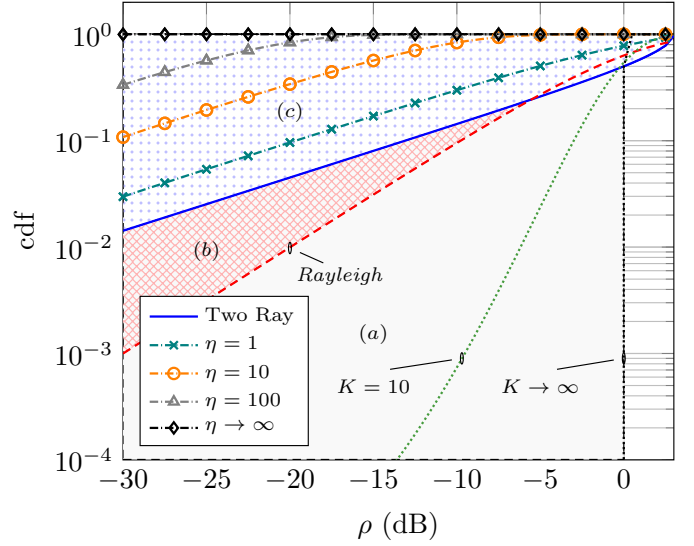 10^0
10^{-1}
10^{-2}
10^{-3}
10^{-4}
cdf
(c)
(b)
Rayleigh
(a)
K = 10
K → ∞
Two Ray
η = 1
η = 10
η = 100
η → ∞
−30 −25 −20 −15 −10 −5 0
ρ (dB)